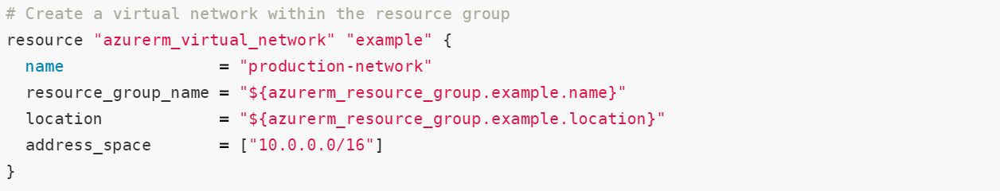 # Create a virtual network within the resource group
resource "azurerm_virtual_network" "example" {
  name                = "production-network"
  resource_group_name = "${azurerm_resource_group.example.name}"
  location            = "${azurerm_resource_group.example.location}"
  address_space       = ["10.0.0.0/16"]
}